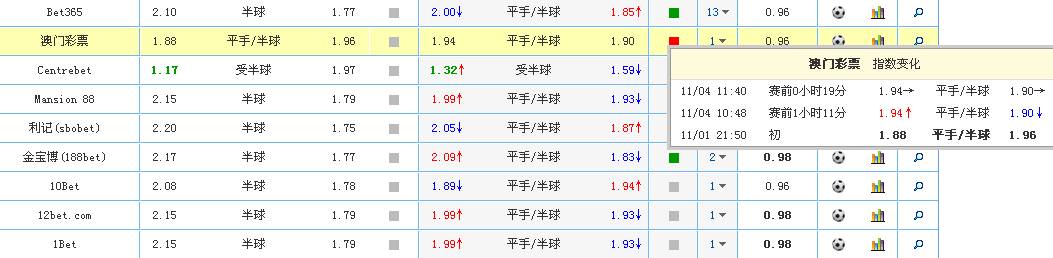 Bet365 2.10 半球 1.77 2.00↓ 平手/半球 1.85↑ 13 0.96
澳门彩票 1.88 平手/半球 1.96 1.94 平手/半球 1.90 1 0.96
Centrebet 1.17 受半球 1.97 1.32↑ 受半球 1.59↓
Mansion 88 2.15 半球 1.79 1.99↑ 平手/半球 1.93↓
利记(sbobet) 2.20 半球 1.75 2.05↓ 平手/半球 1.87↑
金宝博(188bet) 2.17 半球 1.77 2.09↑ 平手/半球 1.83↓ 2 0.98
10Bet 2.08 半球 1.78 1.89↓ 平手/半球 1.94↑ 1 0.96
12bet.com 2.15 半球 1.79 1.99↑ 平手/半球 1.93↓ 1 0.98
1Bet 2.15 半球 1.79 1.99↑ 平手/半球 1.93↓ 1 0.98
澳门彩票 指数变化
11/04 11:40 赛前0小时19分 1.94→ 平手/半球 1.90→
11/04 10:48 赛前1小时11分 1.94↑ 平手/半球 1.90↓
11/01 21:50 初 1.88 平手/半球 1.96